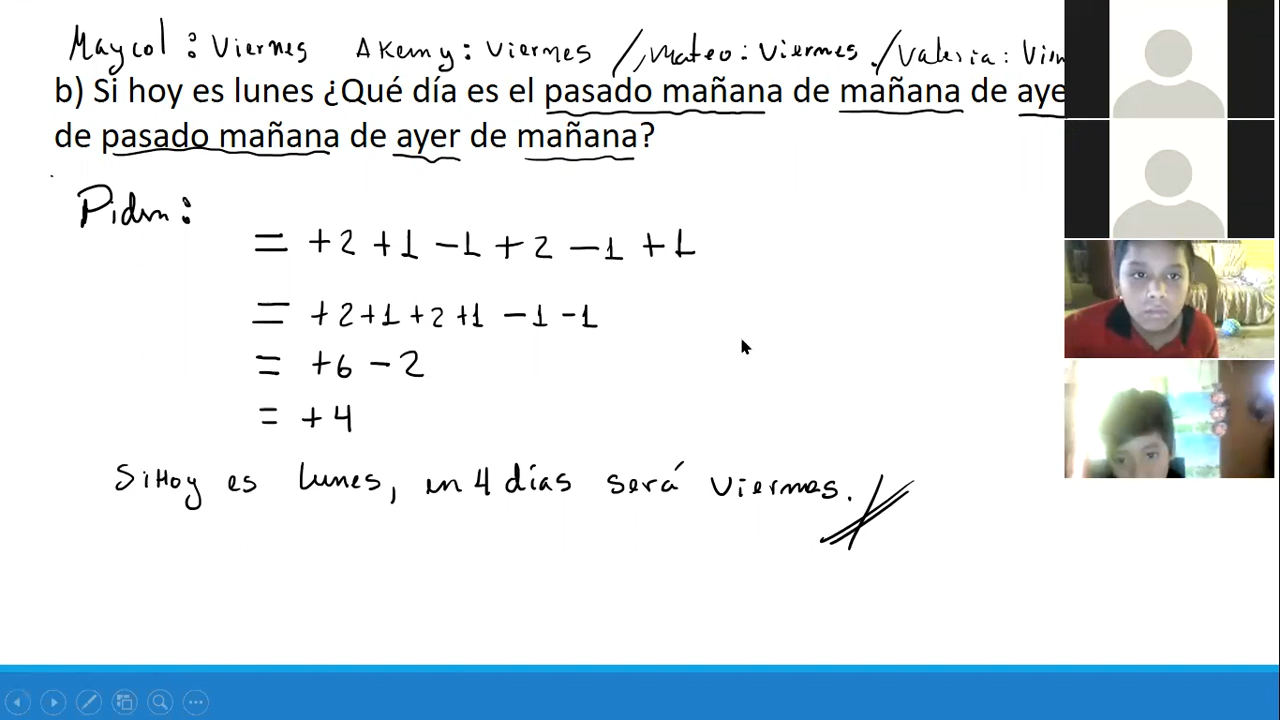 Maycol : Viernes Akemy : Viernes /, Mateo : Viernes. / Valeria :
b) Si hoy es lunes ¿Qué día es el pasado mañana de mañana de aye
de pasado mañana de ayer de mañana?
Piden:
= +2 +1 -1 +2 -1 +1
= +2+1+2+1 -1 -1
= +6 -2
= +4
Si Hoy es lunes, en 4 días será viernes.